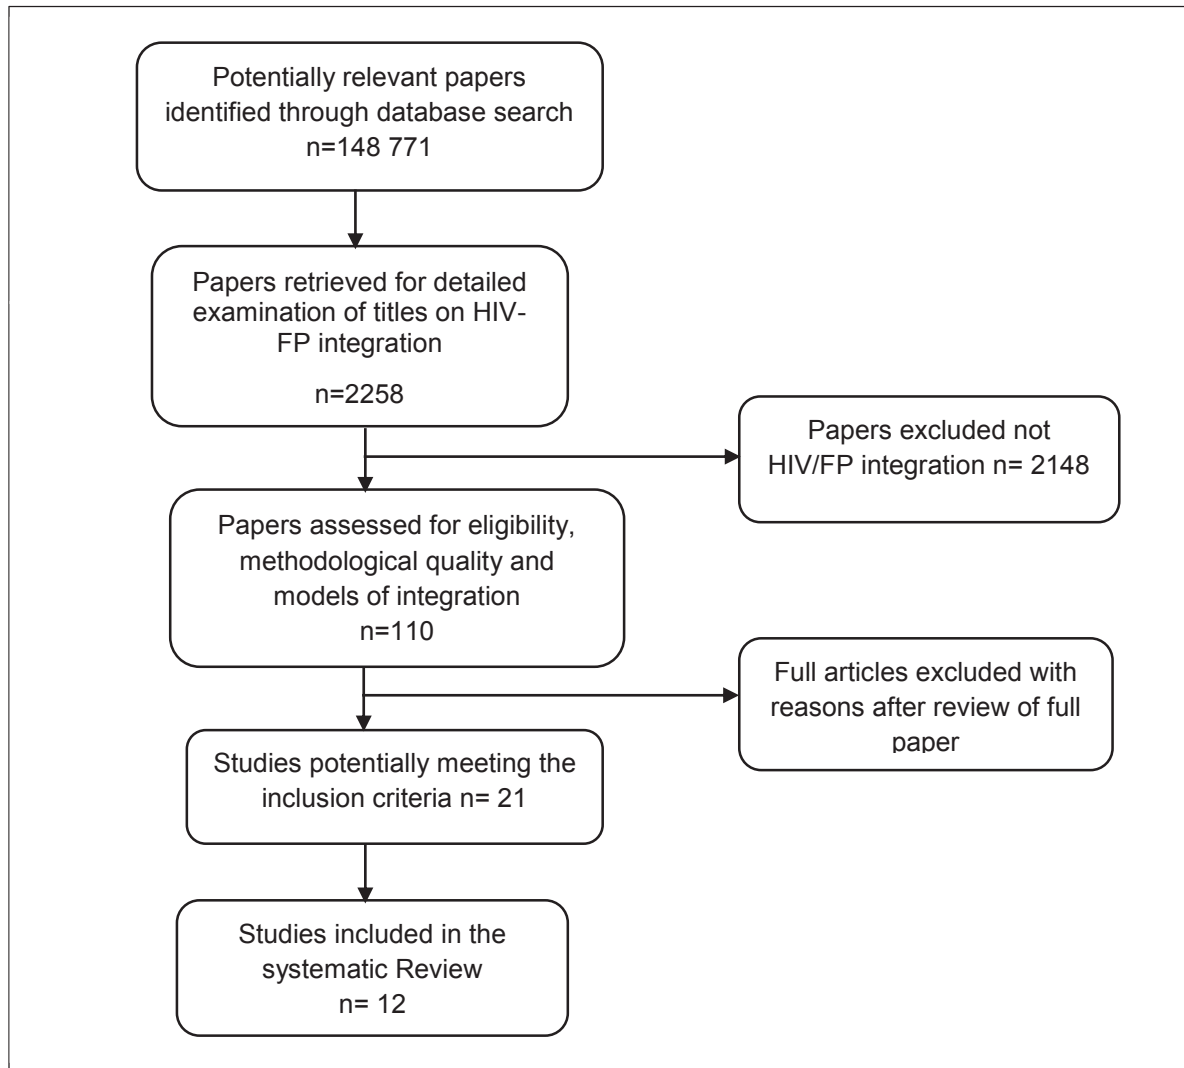 Potentially relevant papers
identified through database search
n=148 771
Papers retrieved for detailed
examination of titles on HIV-
FP integration
n=2258
Papers excluded not
HIV/FP integration n= 2148
Papers assessed for eligibility,
methodological quality and
models of integration
n=110
Full articles excluded with
reasons after review of full
paper
Studies potentially meeting the
inclusion criteria n= 21
Studies included in the
systematic Review
n= 12